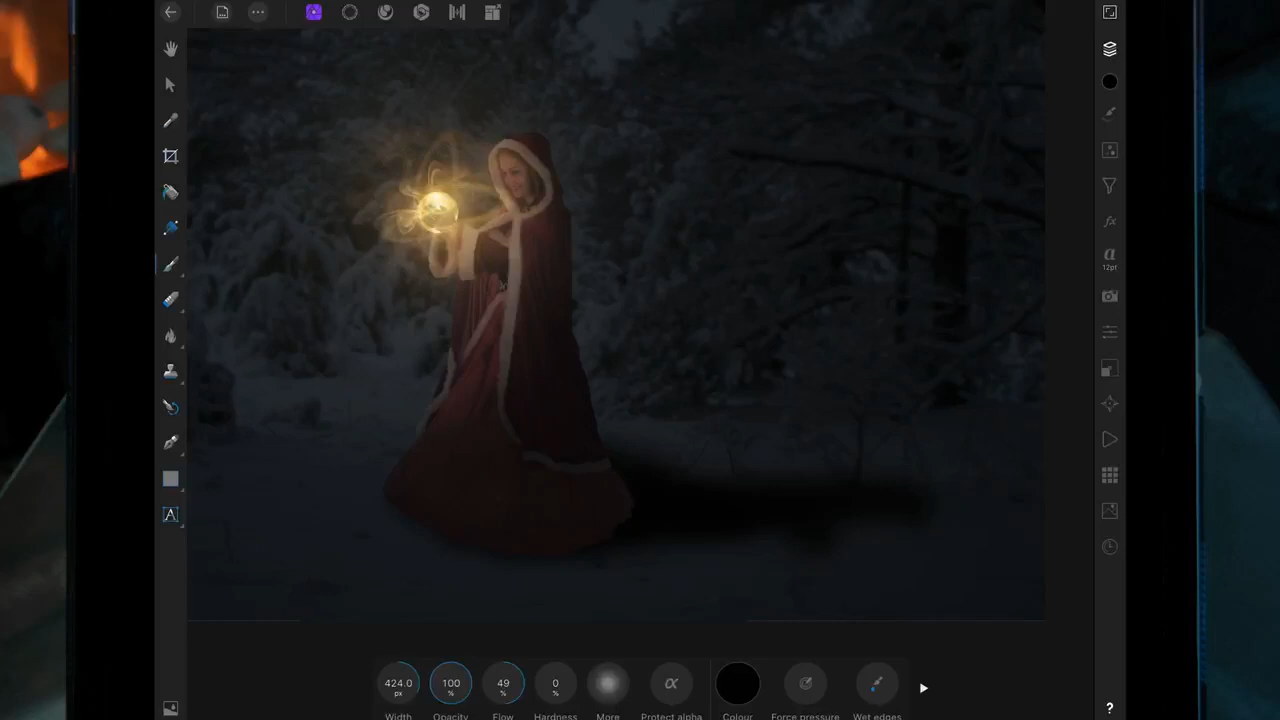 a
12pt
A
424.0
px
100
%
49
%
0
%
α
Width
Opacity
Flow
Hardness
More
Protect alpha
Colour
Force pressure
Wet edges
?